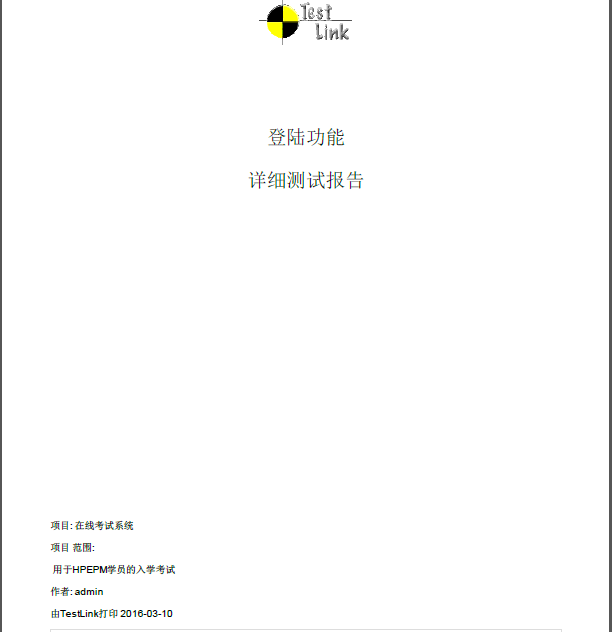 Test
Link
登陆功能
详细测试报告
项目: 在线考试系统
项目 范围:
用于HPEPM学员的入学考试
作者: admin
由TestLink打印 2016-03-10